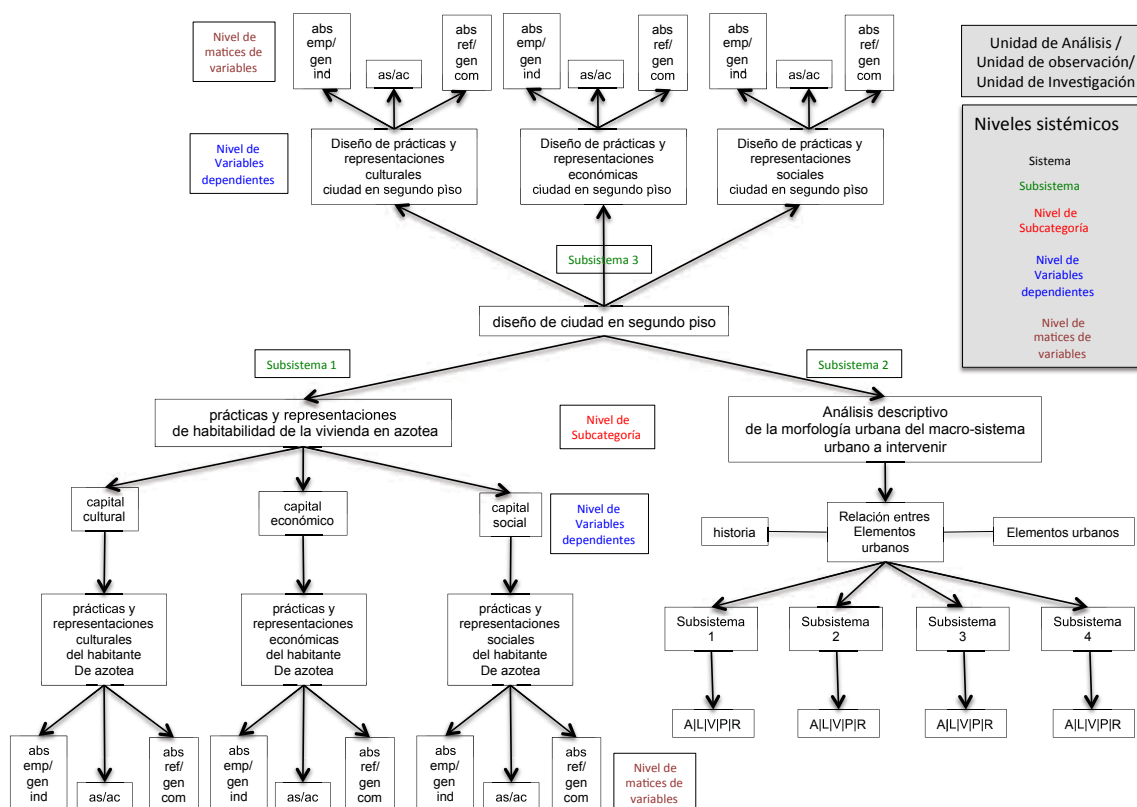 Nivel de
matices de
variables
abs
emp/
gen
ind
as/ac
abs
ref/
gen
com
abs
emp/
gen
ind
as/ac
abs
ref/
gen
com
abs
emp/
gen
ind
as/ac
abs
ref/
gen
com
Unidad de Análisis /
Unidad de observación/
Unidad de Investigación
Niveles sistémicos
Sistema
Subsistema
Nivel de
Subcategoría
Nivel de
Variables
dependientes
Nivel de
matices de
variables
Nivel de
Variables
dependientes
Diseño de prácticas y
representaciones
culturales
ciudad en segundo pìso
Diseño de prácticas y
representaciones
económicas
ciudad en segundo pìso
Diseño de prácticas y
representaciones
sociales
ciudad en segundo pìso
Subsistema 3
diseño de ciudad en segundo piso
Subsistema 1
Subsistema 2
prácticas y representaciones
de habitabilidad de la vivienda en azotea
Nivel de
Subcategoría
Análisis descriptivo
de la morfología urbana del macro-sistema
urbano a intervenir
capital
cultural
capital
económico
capital
social
Nivel de
Variables
dependientes
historia
Relación entres
Elementos
urbanos
Elementos urbanos
prácticas y
representaciones
culturales
del habitante
De azotea
prácticas y
representaciones
económicas
del habitante
De azotea
prácticas y
representaciones
sociales
del habitante
De azotea
Subsistema
1
Subsistema
2
Subsistema
3
Subsistema
4
A|L|V|P|R
A|L|V|P|R
A|L|V|P|R
A|L|V|P|R
abs
emp/
gen
ind
as/ac
abs
ref/
gen
com
abs
emp/
gen
ind
as/ac
abs
ref/
gen
com
abs
emp/
gen
ind
as/ac
abs
ref/
gen
com
Nivel de
matices de
variables